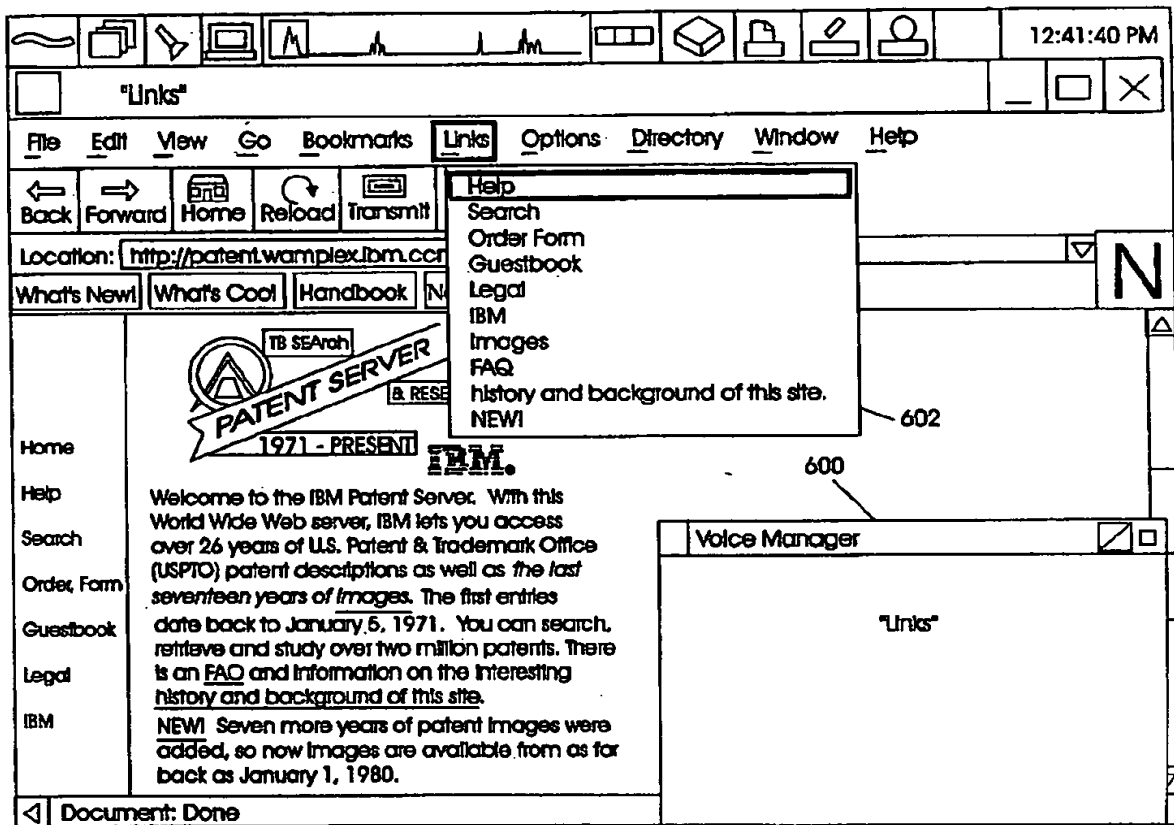 12:41:40 PM
"Links"
File Edit View Go Bookmarks Links Options Directory Window Help
Back Forward Home Reload Transmit
Help
Search
Order Form
Guestbook
Legal
IBM
Images
FAQ
history and background of this site.
NEW!
602
Location: http://patent.wamplex.ibm.com
What's New! What's Cool Handbook
N
TB SEArch
PATENT SERVER
& RESE
1971 - PRESENT
IBM.
Home
Help
Search
Order, Form
Guestbook
Legal
IBM
Welcome to the IBM Patent Server. With this
World Wide Web server, IBM lets you access
over 26 years of U.S. Patent & Trademark Office
(USPTO) patent descriptions as well as the last
seventeen years of images. The first entries
date back to January 5, 1971. You can search,
retrieve and study over two million patents. There
is an FAQ and information on the interesting
history and background of this site.
NEW! Seven more years of patent images were
added, so now images are available from as far
back as January 1, 1980.
600
Voice Manager
"Links"
Document: Done